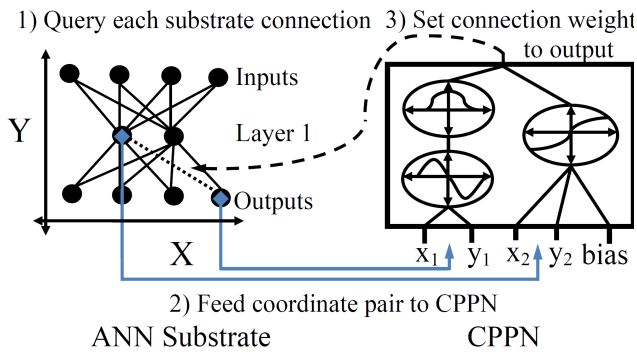 1) Query each substrate connection
3) Set connection weight
to output
Inputs
Y
Layer 1
Outputs
X
x1 y1 x2 y2 bias
2) Feed coordinate pair to CPPN
ANN Substrate
CPPN